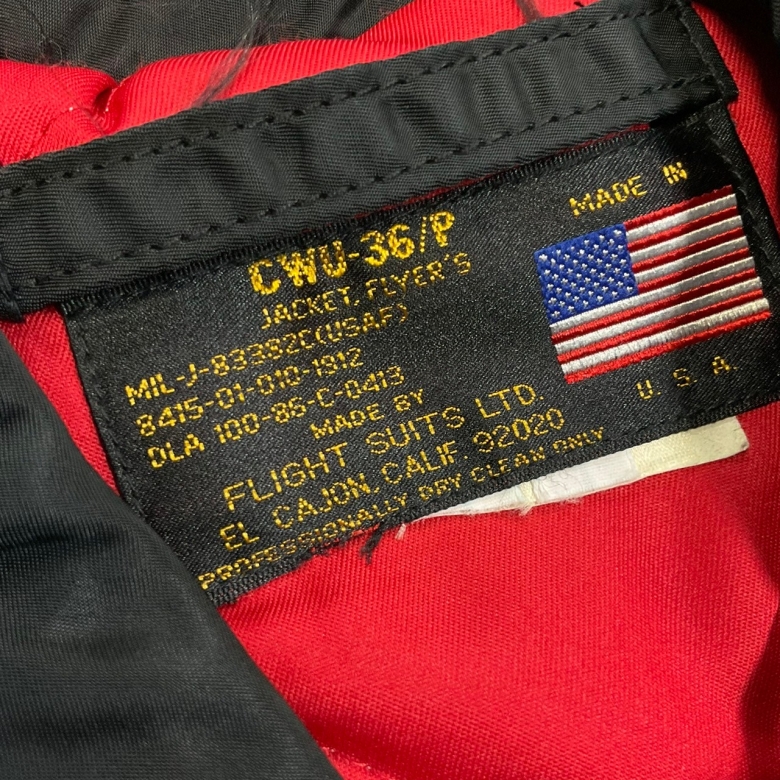 CWU-36/P
JACKET, FLYER'S
MIL-J-83382C(USAF)
8415-01-010-1912
DLA 100-86-C-0413
MADE BY
FLIGHT SUITS LTD.
EL CAJON, CALIF. 92020
PROFESSIONALLY DRY CLEAN ONLY
MADE IN
U. S. A.